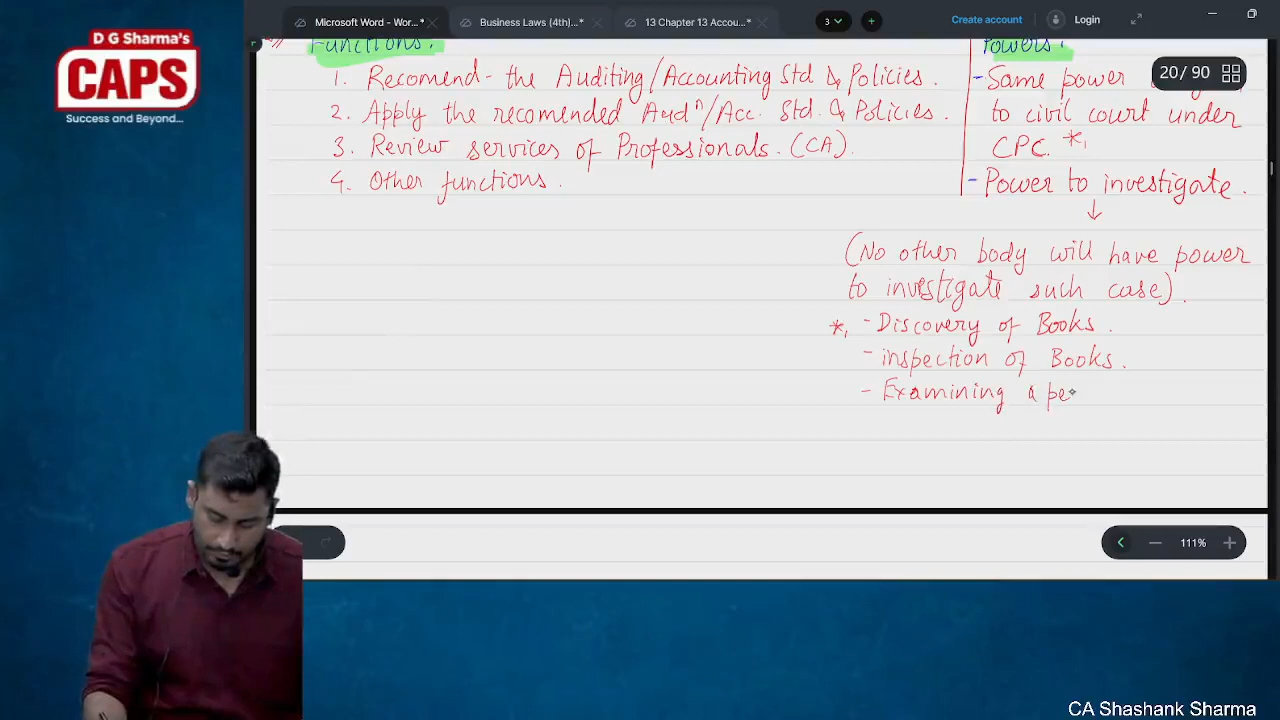 Microsoft Word - Wor...*
Business Laws (4th)...*
13 Chapter 13 Accou...*
3
Create account
Login
D G Sharma's
CAPS
Success and Beyond...
20/ 90
Functions.
1. Recomend - the Auditing/Accounting Std & Policies.
2. Apply the recomended Audn/Acc. Std. & Policies.
3. Review services of Professionals. (CA).
4. Other functions.
Powers.
- Same power
to civil court under
CPC. *1
- Power to investigate.
(No other body will have power
to investigate such case).
*1 - Discovery of Books.
- inspection of Books.
- Examining a pe
111%
CA Shashank Sharma